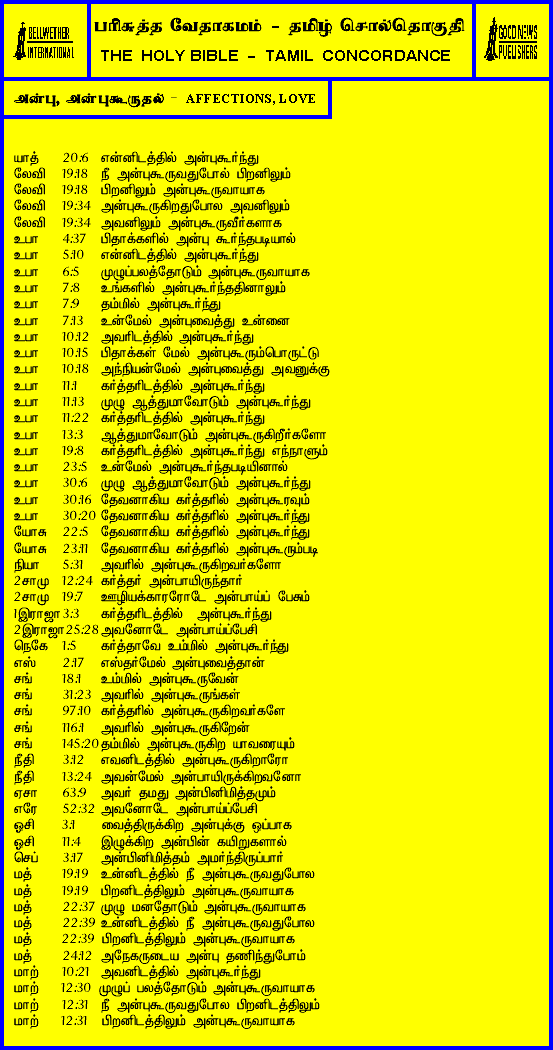 BELLWETHER
INTERNATIONAL
பரிசுத்த வேதாகமம் - தமிழ் சொல்தொகுதி
THE HOLY BIBLE - TAMIL CONCORDANCE
GOOD NEWS
PUBLISHERS
அன்பு, அன்புகூருதல் - AFFECTIONS, LOVE
யாத் 20:6 என்னிடத்தில் அன்புகூர்ந்து
லேவி 19:18 நீ அன்புகூருவதுபோல் பிறனிலும்
லேவி 19:18 பிறனிலும் அன்புகூருவாயாக
லேவி 19:34 அன்புகூருகிறதுபோல அவனிலும்
லேவி 19:34 அவனிலும் அன்புகூருவீர்களாக
உபா 4:37 பிதாக்களில் அன்பு கூர்ந்தபடியால்
உபா 5:10 என்னிடத்தில் அன்புகூர்ந்து
உபா 6:5 முழுப்பலத்தோடும் அன்புகூருவாயாக
உபா 7:8 உங்களில் அன்புகூர்ந்ததினாலும்
உபா 7:9 தம்மில் அன்புகூர்ந்து
உபா 7:13 உன்மேல் அன்புவைத்து உன்னை
உபா 10:12 அவரிடத்தில் அன்புகூர்ந்து
உபா 10:15 பிதாக்கள் மேல் அன்புகூரும்பொருட்டு
உபா 10:18 அந்நியன்மேல் அன்புவைத்து அவனுக்கு
உபா 11:1 கர்த்தரிடத்தில் அன்புகூர்ந்து
உபா 11:13 முழு ஆத்துமாவோடும் அன்புகூர்ந்து
உபா 11:22 கர்த்தரிடத்தில் அன்புகூர்ந்து
உபா 13:3 ஆத்துமாவோடும் அன்புகூருகிறீர்களோ
உபா 19:8 கர்த்தரிடத்தில் அன்புகூர்ந்து எந்நாளும்
உபா 23:5 உன்மேல் அன்புகூர்ந்தபடியினால்
உபா 30:6 முழு ஆத்துமாவோடும் அன்புகூர்ந்து
உபா 30:16 தேவனாகிய கர்த்தரில் அன்புகூரவும்
உபா 30:20 தேவனாகிய கர்த்தரில் அன்புகூர்ந்து
யோசு 22:5 தேவனாகிய கர்த்தரில் அன்புகூர்ந்து
யோசு 23:11 தேவனாகிய கர்த்தரில் அன்புகூரும்படி
நியா 5:31 அவரில் அன்புகூருகிறவர்களோ
2சாமு 12:24 கர்த்தர் அன்பாயிருந்தார்
2சாமு 19:7 ஊழியக்காரரோடே அன்பாய்ப் பேசும்
1இராஜா 3:3 கர்த்தரிடத்தில் அன்புகூர்ந்து
2இராஜா 25:28 அவனோடே அன்பாய்ப்பேசி
நெகே 1:5 கர்த்தாவே உம்மில் அன்புகூர்ந்து
எஸ் 2:17 எஸ்தர்மேல் அன்புவைத்தான்
சங் 18:1 உம்மில் அன்புகூருவேன்
சங் 31:23 அவரில் அன்புகூருங்கள்
சங் 97:10 கர்த்தரில் அன்புகூருகிறவர்களே
சங் 116:1 அவரில் அன்புகூருகிறேன்
சங் 145:20 தம்மில் அன்புகூருகிற யாவரையும்
நீதி 3:12 எவனிடத்தில் அன்புகூருகிறாரோ
நீதி 13:24 அவன்மேல் அன்பாயிருக்கிறவனோ
ஏசா 63:9 அவர் தமது அன்பினிமித்தமும்
எரே 52:32 அவனோடே அன்பாய்ப்பேசி
ஓசி 3:1 வைத்திருக்கிற அன்புக்கு ஒப்பாக
ஓசி 11:4 இழுக்கிற அன்பின் கயிறுகளால்
செப் 3:17 அன்பினிமித்தம் அமர்ந்திருப்பார்
மத் 19:19 உன்னிடத்தில் நீ அன்புகூருவதுபோல
மத் 19:19 பிறனிடத்திலும் அன்புகூருவாயாக
மத் 22:37 முழு மனதோடும் அன்புகூருவாயாக
மத் 22:39 உன்னிடத்தில் நீ அன்புகூருவதுபோல
மத் 22:39 பிறனிடத்திலும் அன்புகூருவாயாக
மத் 24:12 அநேகருடைய அன்பு தணிந்துபோம்
மாற் 10:21 அவனிடத்தில் அன்புகூர்ந்து
மாற் 12:30 முழுப் பலத்தோடும் அன்புகூருவாயாக
மாற் 12:31 நீ அன்புகூருவதுபோல பிறனிடத்திலும்
மாற் 12:31 பிறனிடத்திலும் அன்புகூருவாயாக